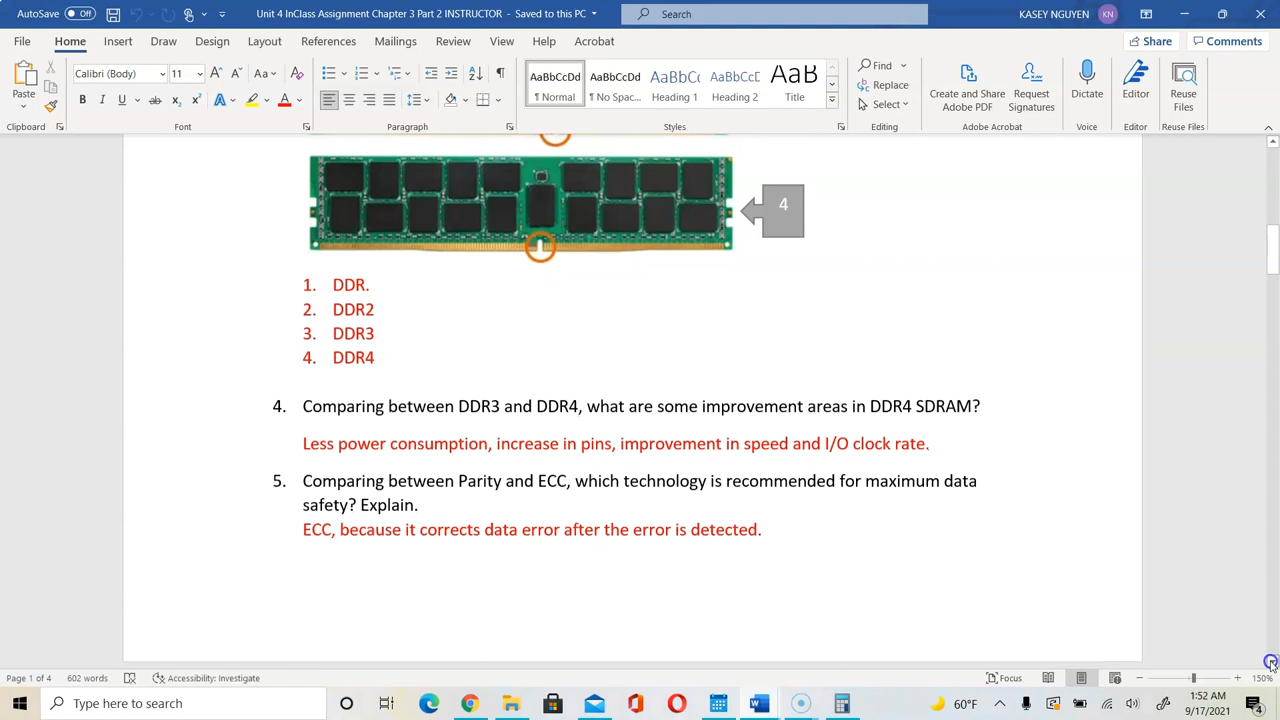 AutoSave Off Unit 4 InClass Assignment Chapter 3 Part 2 INSTRUCTOR - Saved to this PC Search KASEY NGUYEN KN
File Home Insert Draw Design Layout References Mailings Review View Help Acrobat Share Comments
Calibri (Body) 11 AaBbCcDd AaBbCcDd AaBbC( AaBbCcE AaB Find
Paste ¶ Normal ¶ No Spac... Heading 1 Heading 2 Title Replace Create and Share Adobe PDF Request Signatures Dictate Editor Reuse Files
Select
Clipboard Font Paragraph Styles Editing Adobe Acrobat Voice Editor Reuse Files
4
1. DDR.
2. DDR2
3. DDR3
4. DDR4
4. Comparing between DDR3 and DDR4, what are some improvement areas in DDR4 SDRAM?
Less power consumption, increase in pins, improvement in speed and I/O clock rate.
5. Comparing between Parity and ECC, which technology is recommended for maximum data
safety? Explain.
ECC, because it corrects data error after the error is detected.
Page 1 of 4 602 words Accessibility: Investigate Focus 150%
Type here to search 60°F 1:52 AM
9/17/2021 4